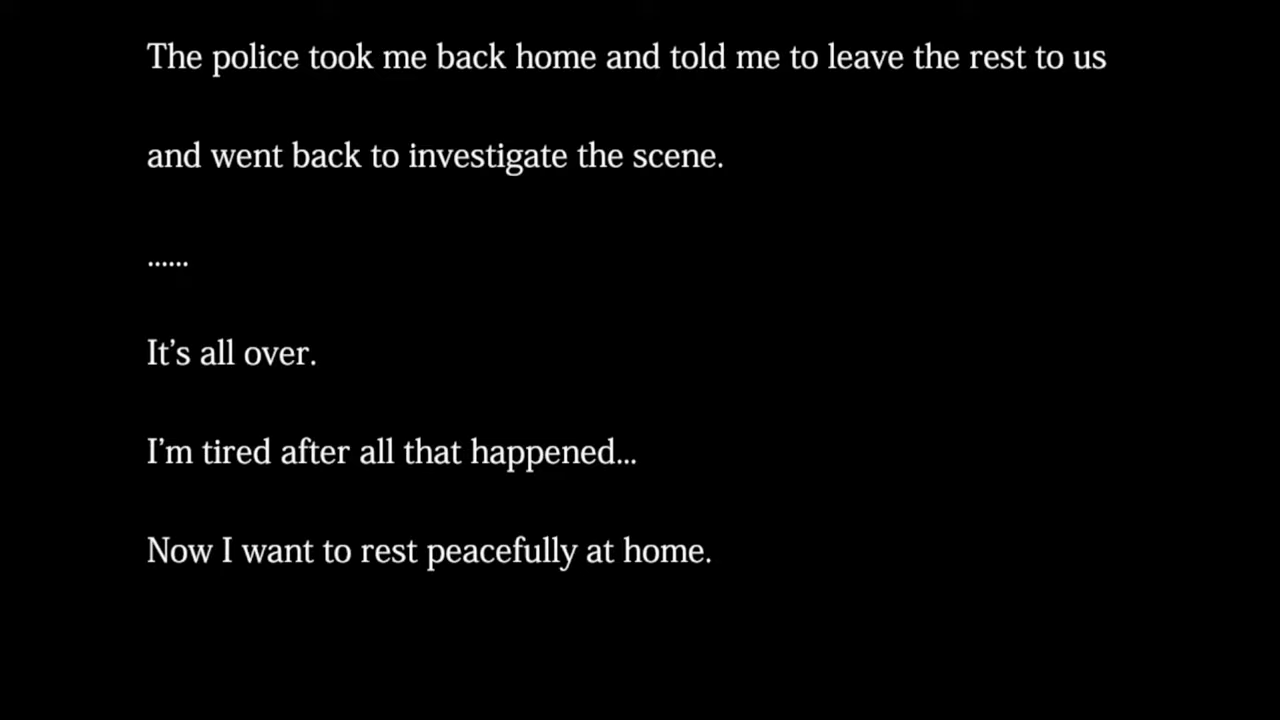 The police took me back home and told me to leave the rest to us
and went back to investigate the scene.
......
It’s all over.
I’m tired after all that happened...
Now I want to rest peacefully at home.